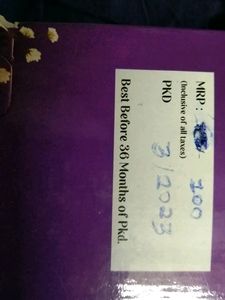 MRP : 200
(Inclusive of all taxes)
PKD 3/2023
Best Before 36 Months of Pkd.